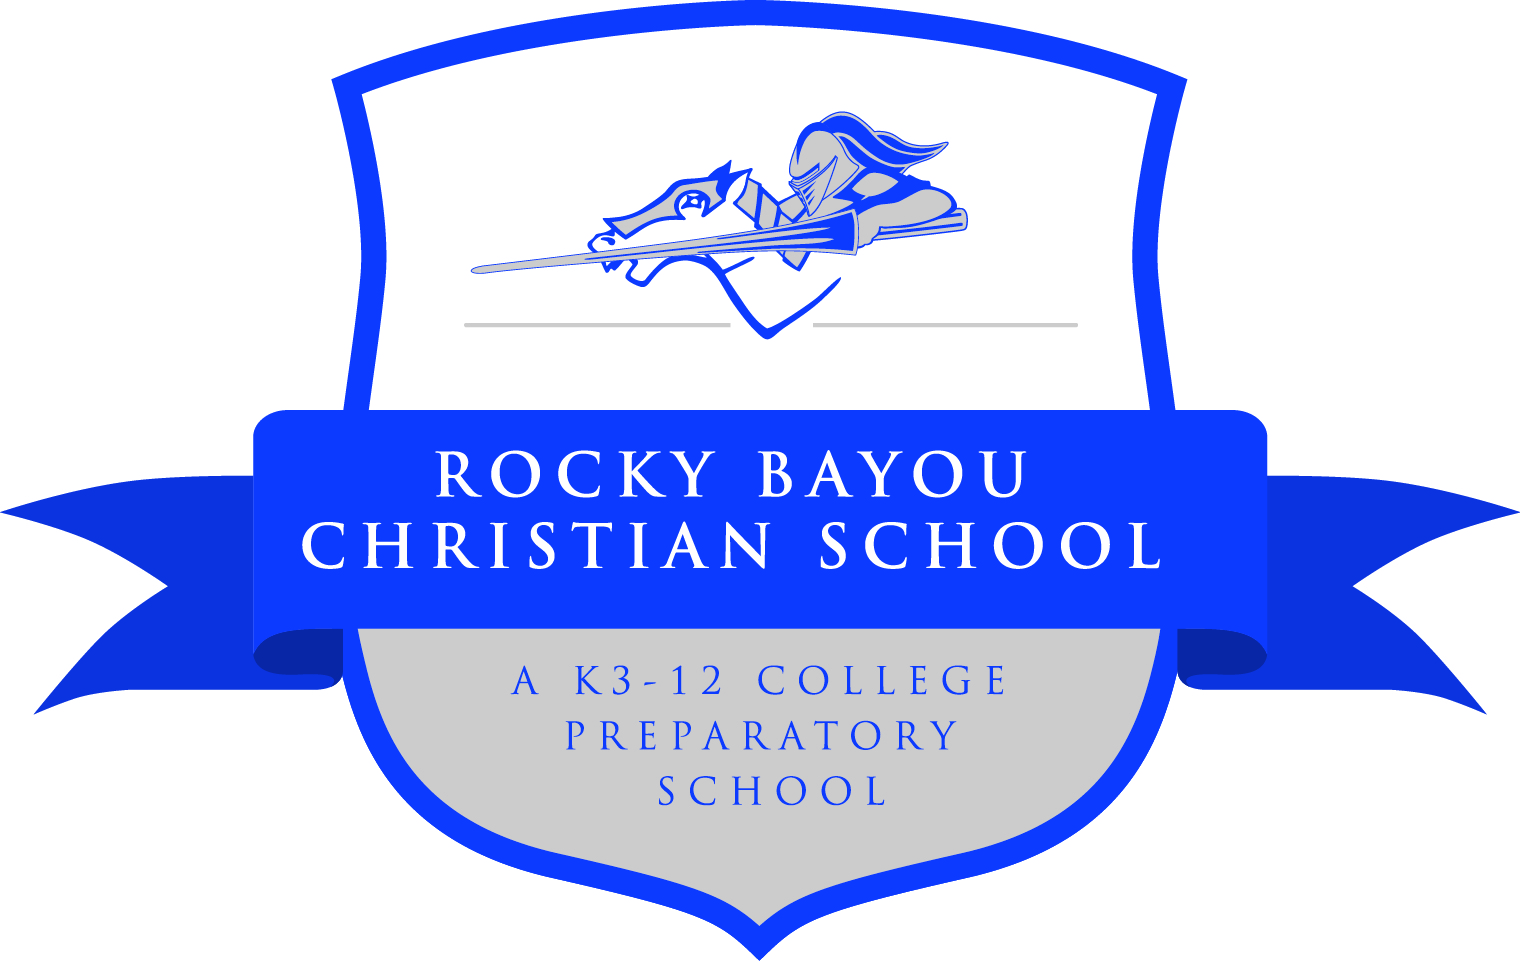 ROCKY BAYOU
CHRISTIAN SCHOOL
A K3-12 COLLEGE
PREPARATORY
SCHOOL